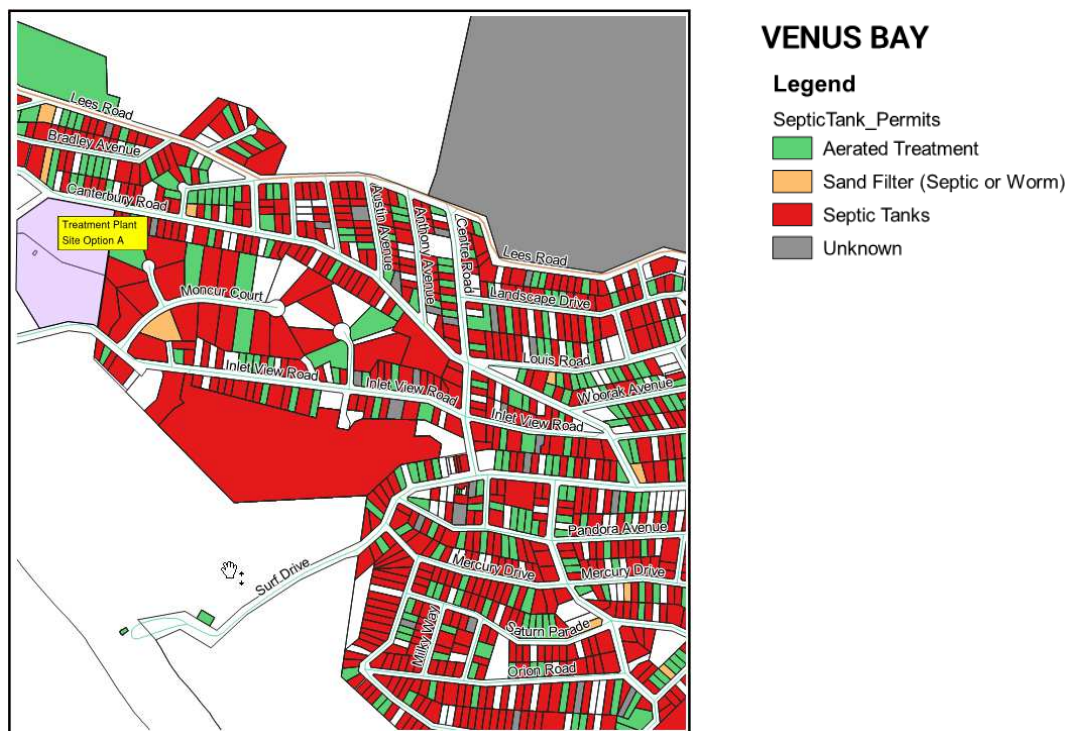 VENUS BAY
Legend
SepticTank_Permits
Aerated Treatment
Sand Filter (Septic or Worm)
Septic Tanks
Unknown
Lees Road
Bradley Avenue
Canterbury Road
Treatment Plant
Site Option A
Austin Avenue
Anthony Avenue
Centre Road
Lees Road
Moncur Court
Landscape Drive
Louis Road
Inlet View Road
Inlet View Road
Woorak Avenue
Inlet View Road
Pandora Avenue
Surf Drive
Mercury Drive
Mercury Drive
Milky Way
Saturn Parade
Orion Road